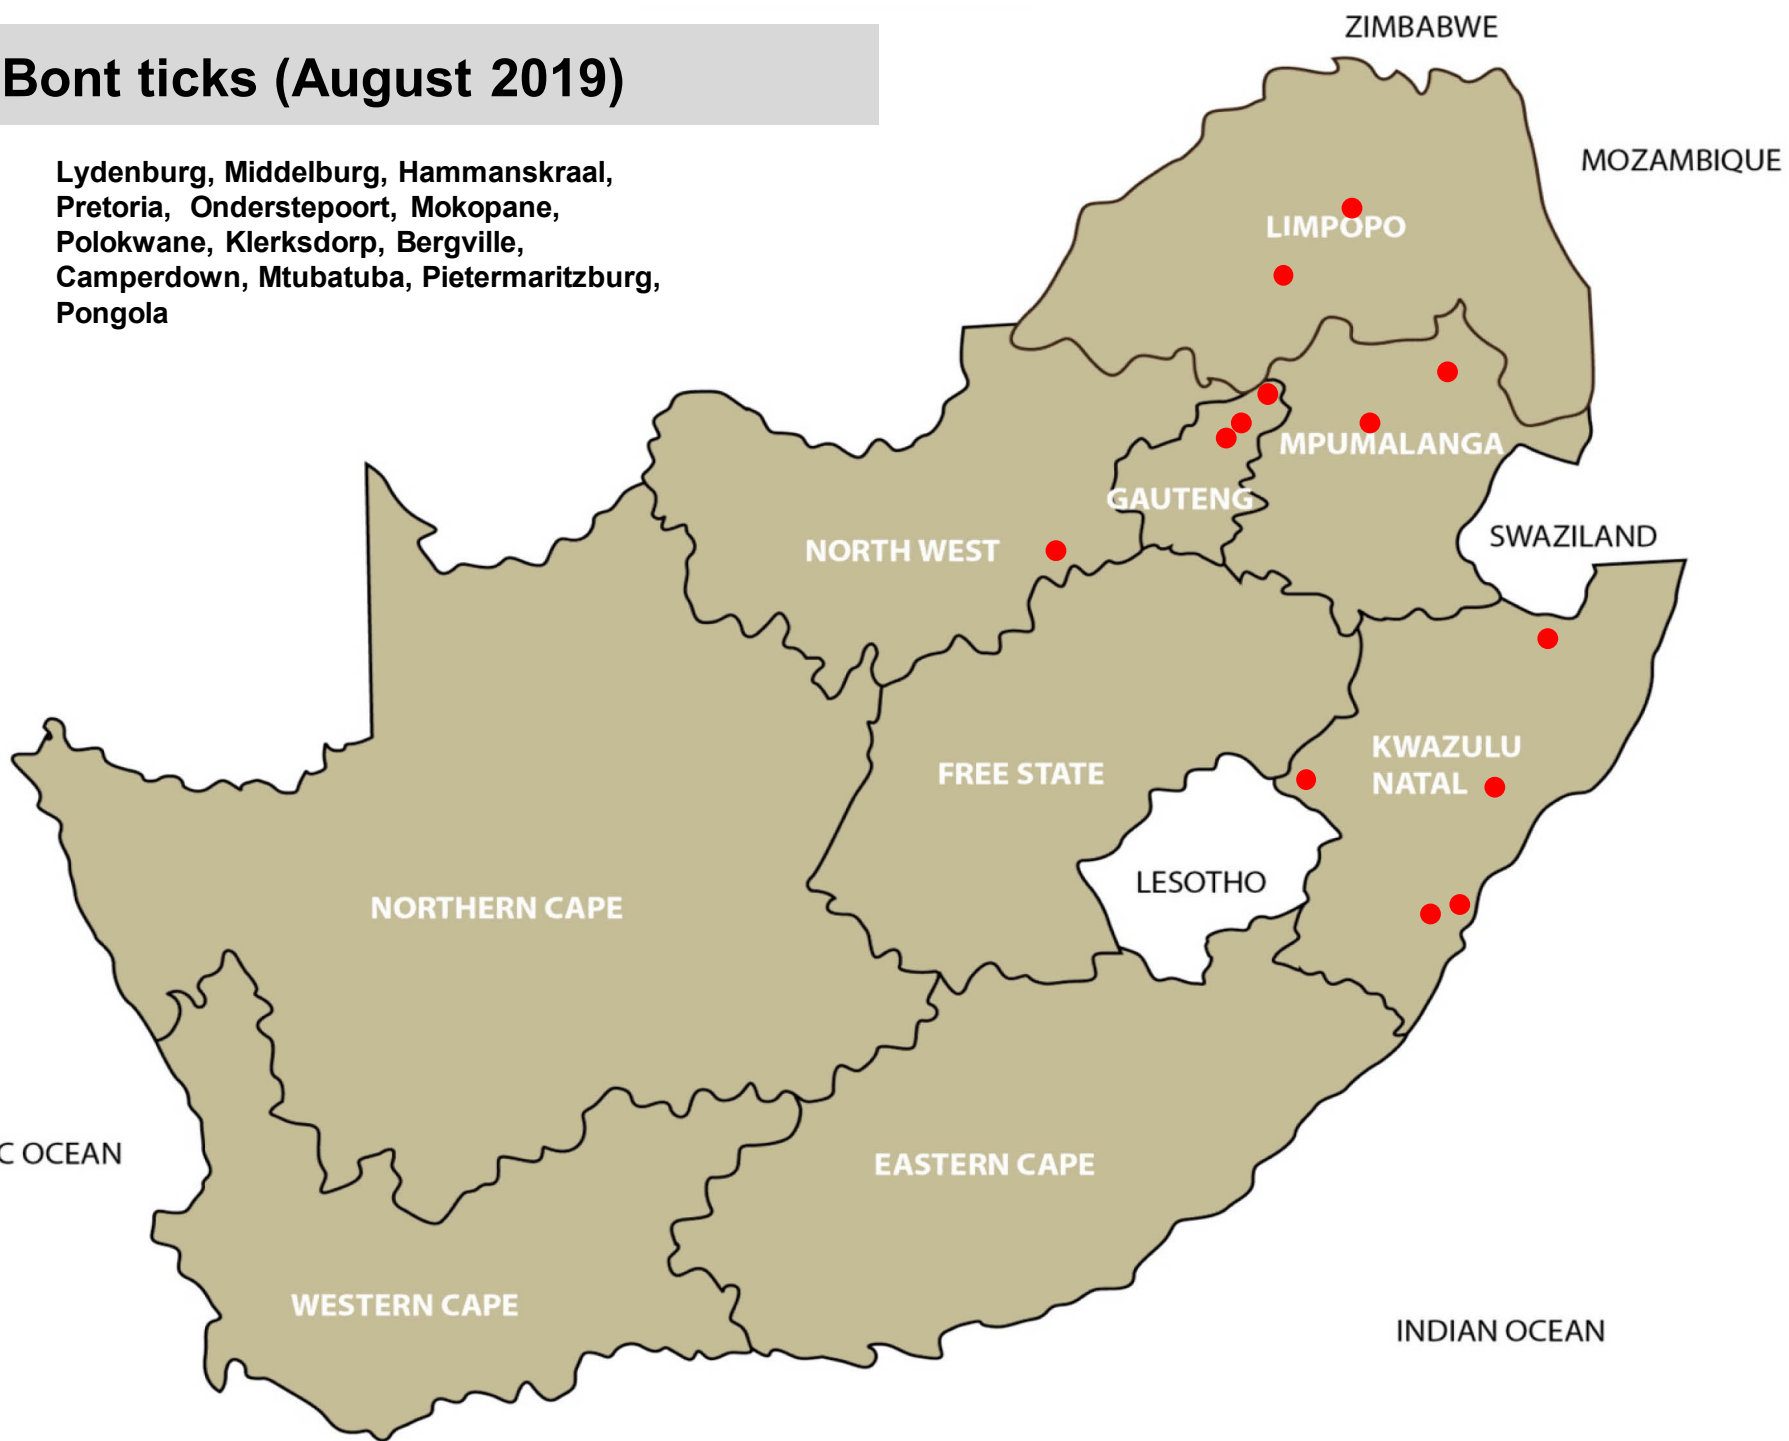 Bont ticks (August 2019)
Lydenburg, Middelburg, Hammanskraal,
Pretoria, Onderstepoort, Mokopane,
Polokwane, Klerksdorp, Bergville,
Camperdown, Mtubatuba, Pietermaritzburg,
Pongola
ZIMBABWE
MOZAMBIQUE
LIMPOPO
MPUMALANGA
GAUTENG
SWAZILAND
NORTH WEST
KWAZULU
NATAL
FREE STATE
LESOTHO
NORTHERN CAPE
C OCEAN
EASTERN CAPE
WESTERN CAPE
INDIAN OCEAN